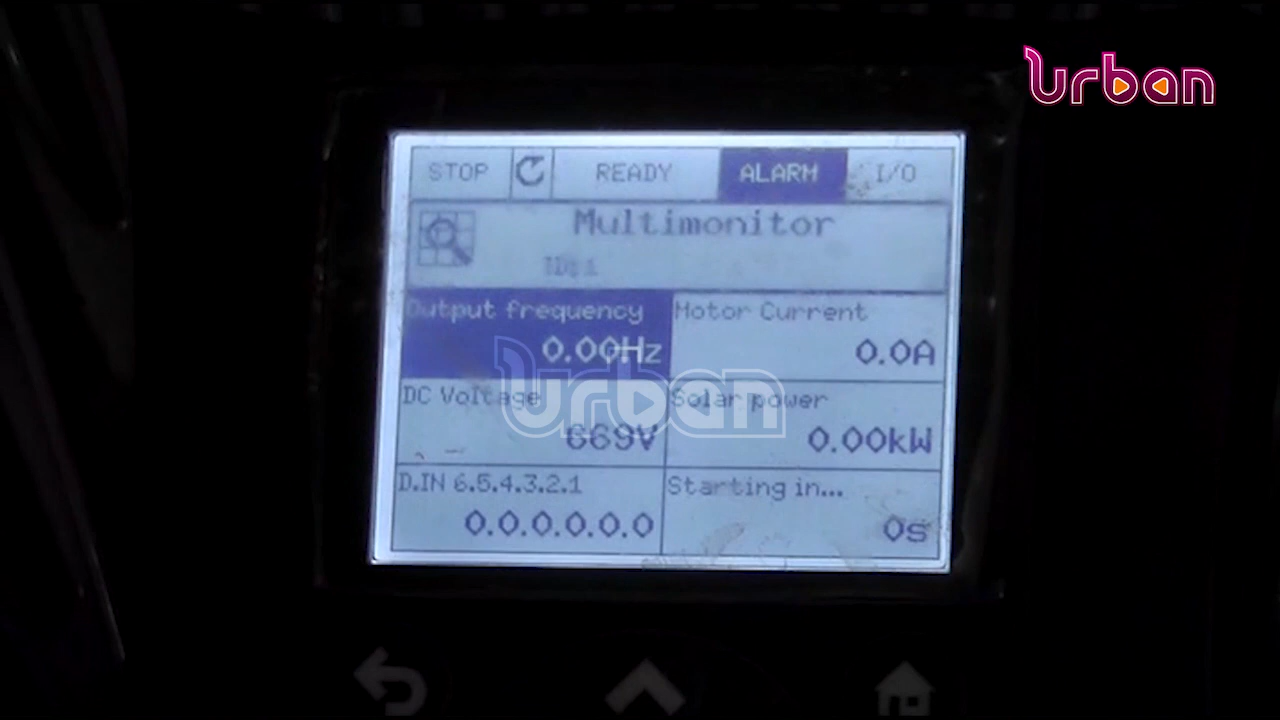 Urban
STOP READY ALARM I/O
Multimonitor
Output frequency
0.00Hz
Motor Current
0.0A
DC Voltage
669V
Solar power
0.00kW
D.IN 6.5.4.3.2.1
0.0.0.0.0.0
Starting in...
0s
Urban